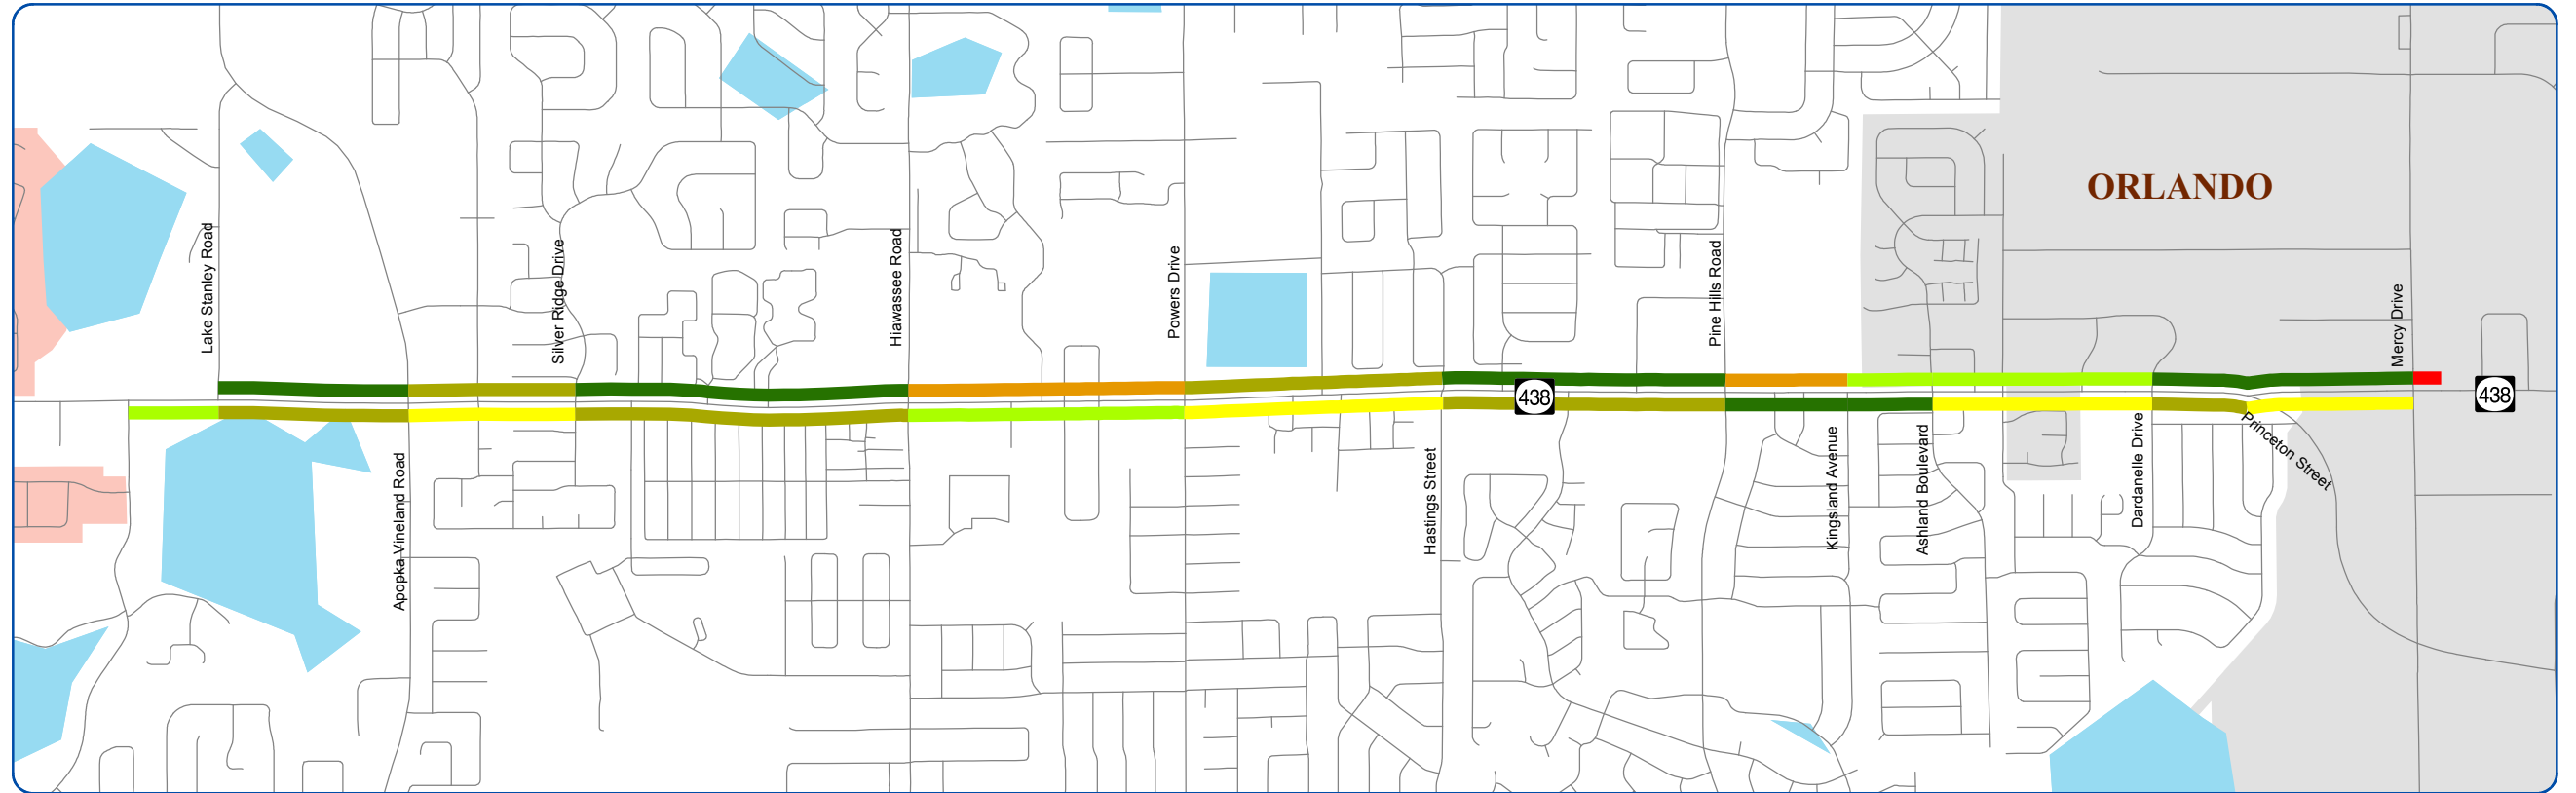 ORLANDO
Lake Stanley Road
Silver Ridge Drive
Hiawassee Road
Powers Drive
Pine Hills Road
Mercy Drive
438
438
Apopka-Vineland Road
Hastings Street
Kingsland Avenue
Ashland Boulevard
Dardanelle Drive
Princeton Street